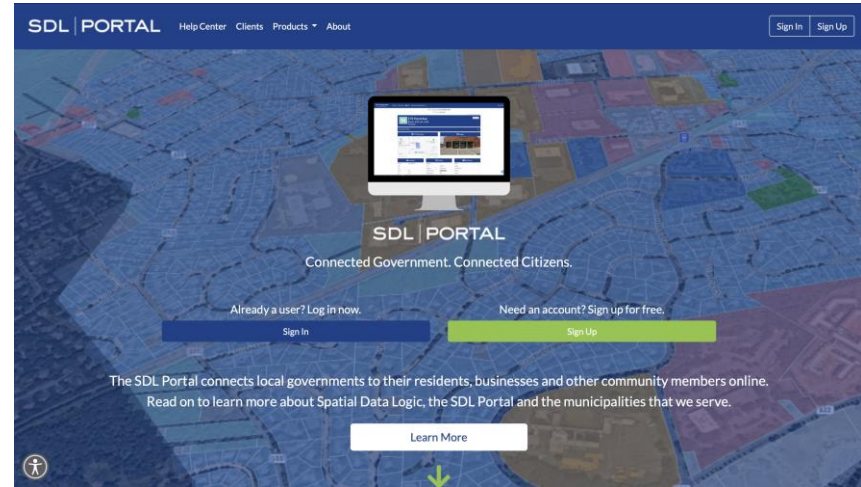 SDL | PORTAL Help Center Clients Products About Sign In Sign Up
SDL | PORTAL
Connected Government. Connected Citizens.
Already a user? Log in now.
Sign In
Need an account? Sign up for free.
Sign Up
The SDL Portal connects local governments to their residents, businesses and other community members online.
Read on to learn more about Spatial Data Logic, the SDL Portal and the municipalities that we serve.
Learn More